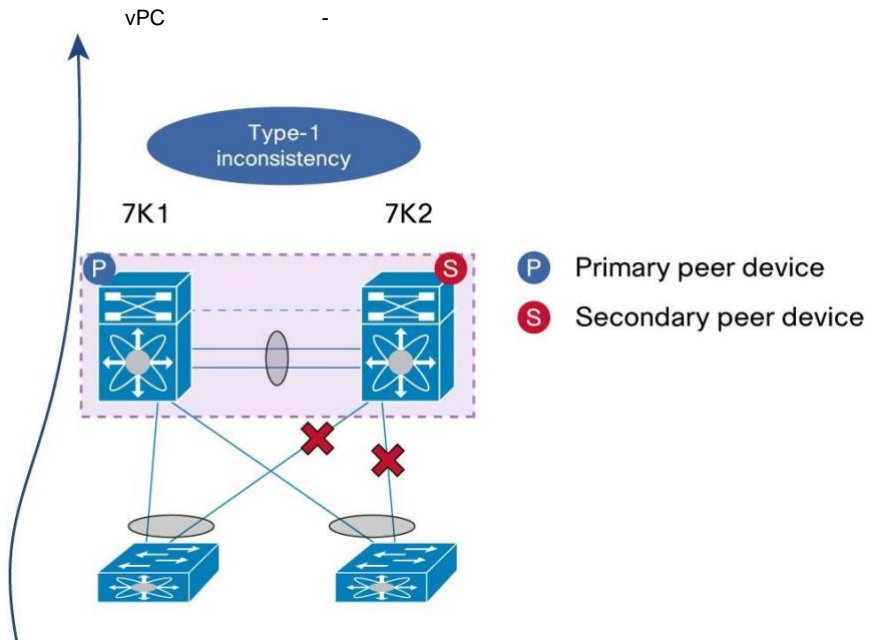 vPC -
Type-1
inconsistency
7K1 7K2
P S
P Primary peer device
S Secondary peer device